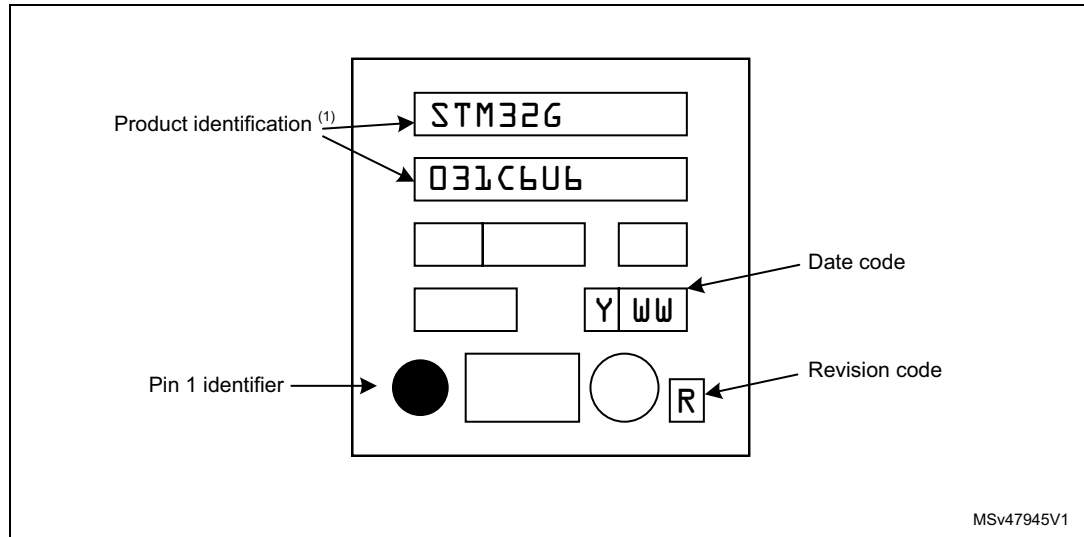 STM32G
Product identification (1)
031C6U6
Date code
Y WW
Pin 1 identifier
Revision code
R
MSv47945V1